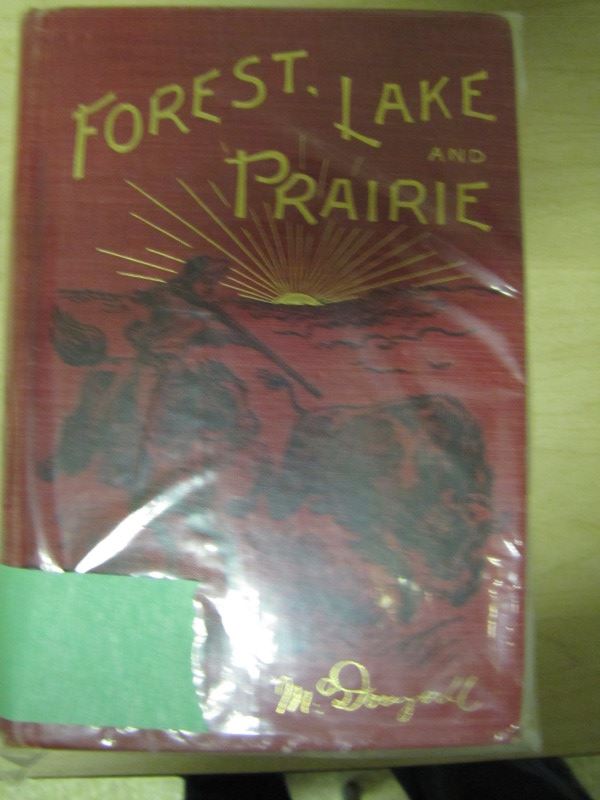 FOREST, LAKE
AND
PRAIRIE
McDougall